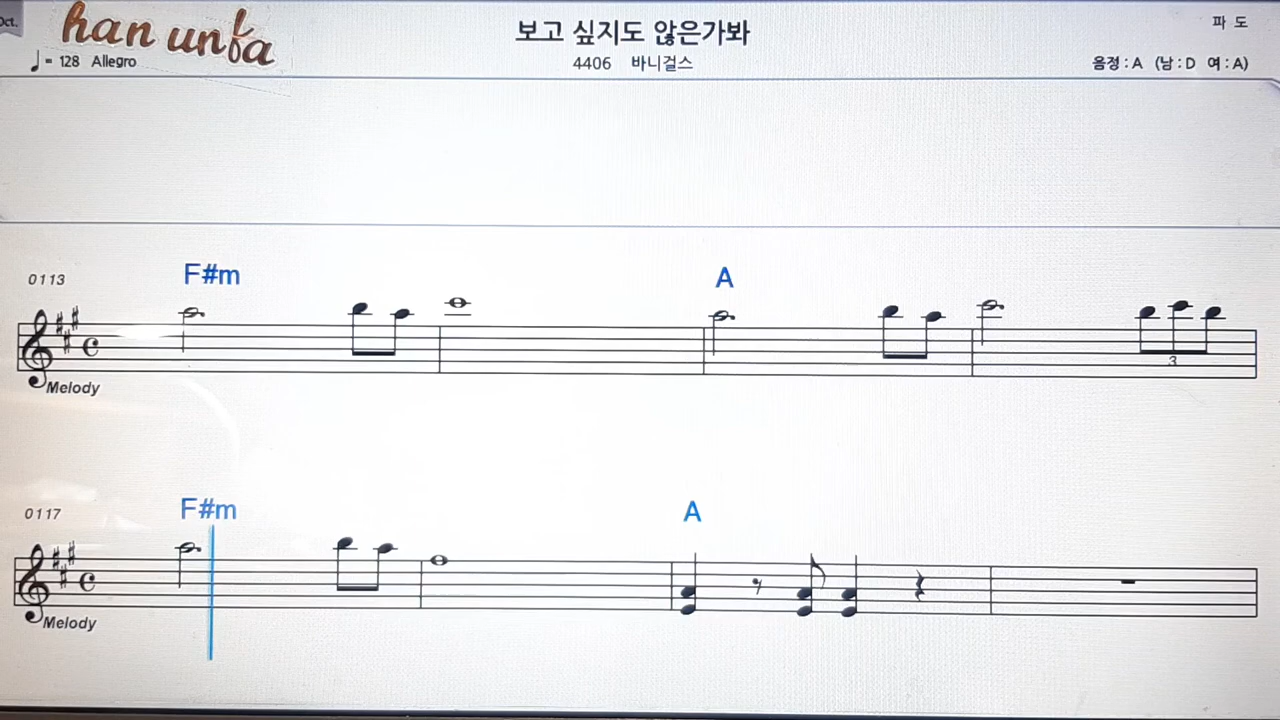 Oct.
han unfa
보고 싶지도 않은가봐
파 도
♩= 128 Allegro
4406 바니걸스
음정 : A (남 : D 여 : A)
0113
F#m
A
3
Melody
0117
F#m
A
Melody